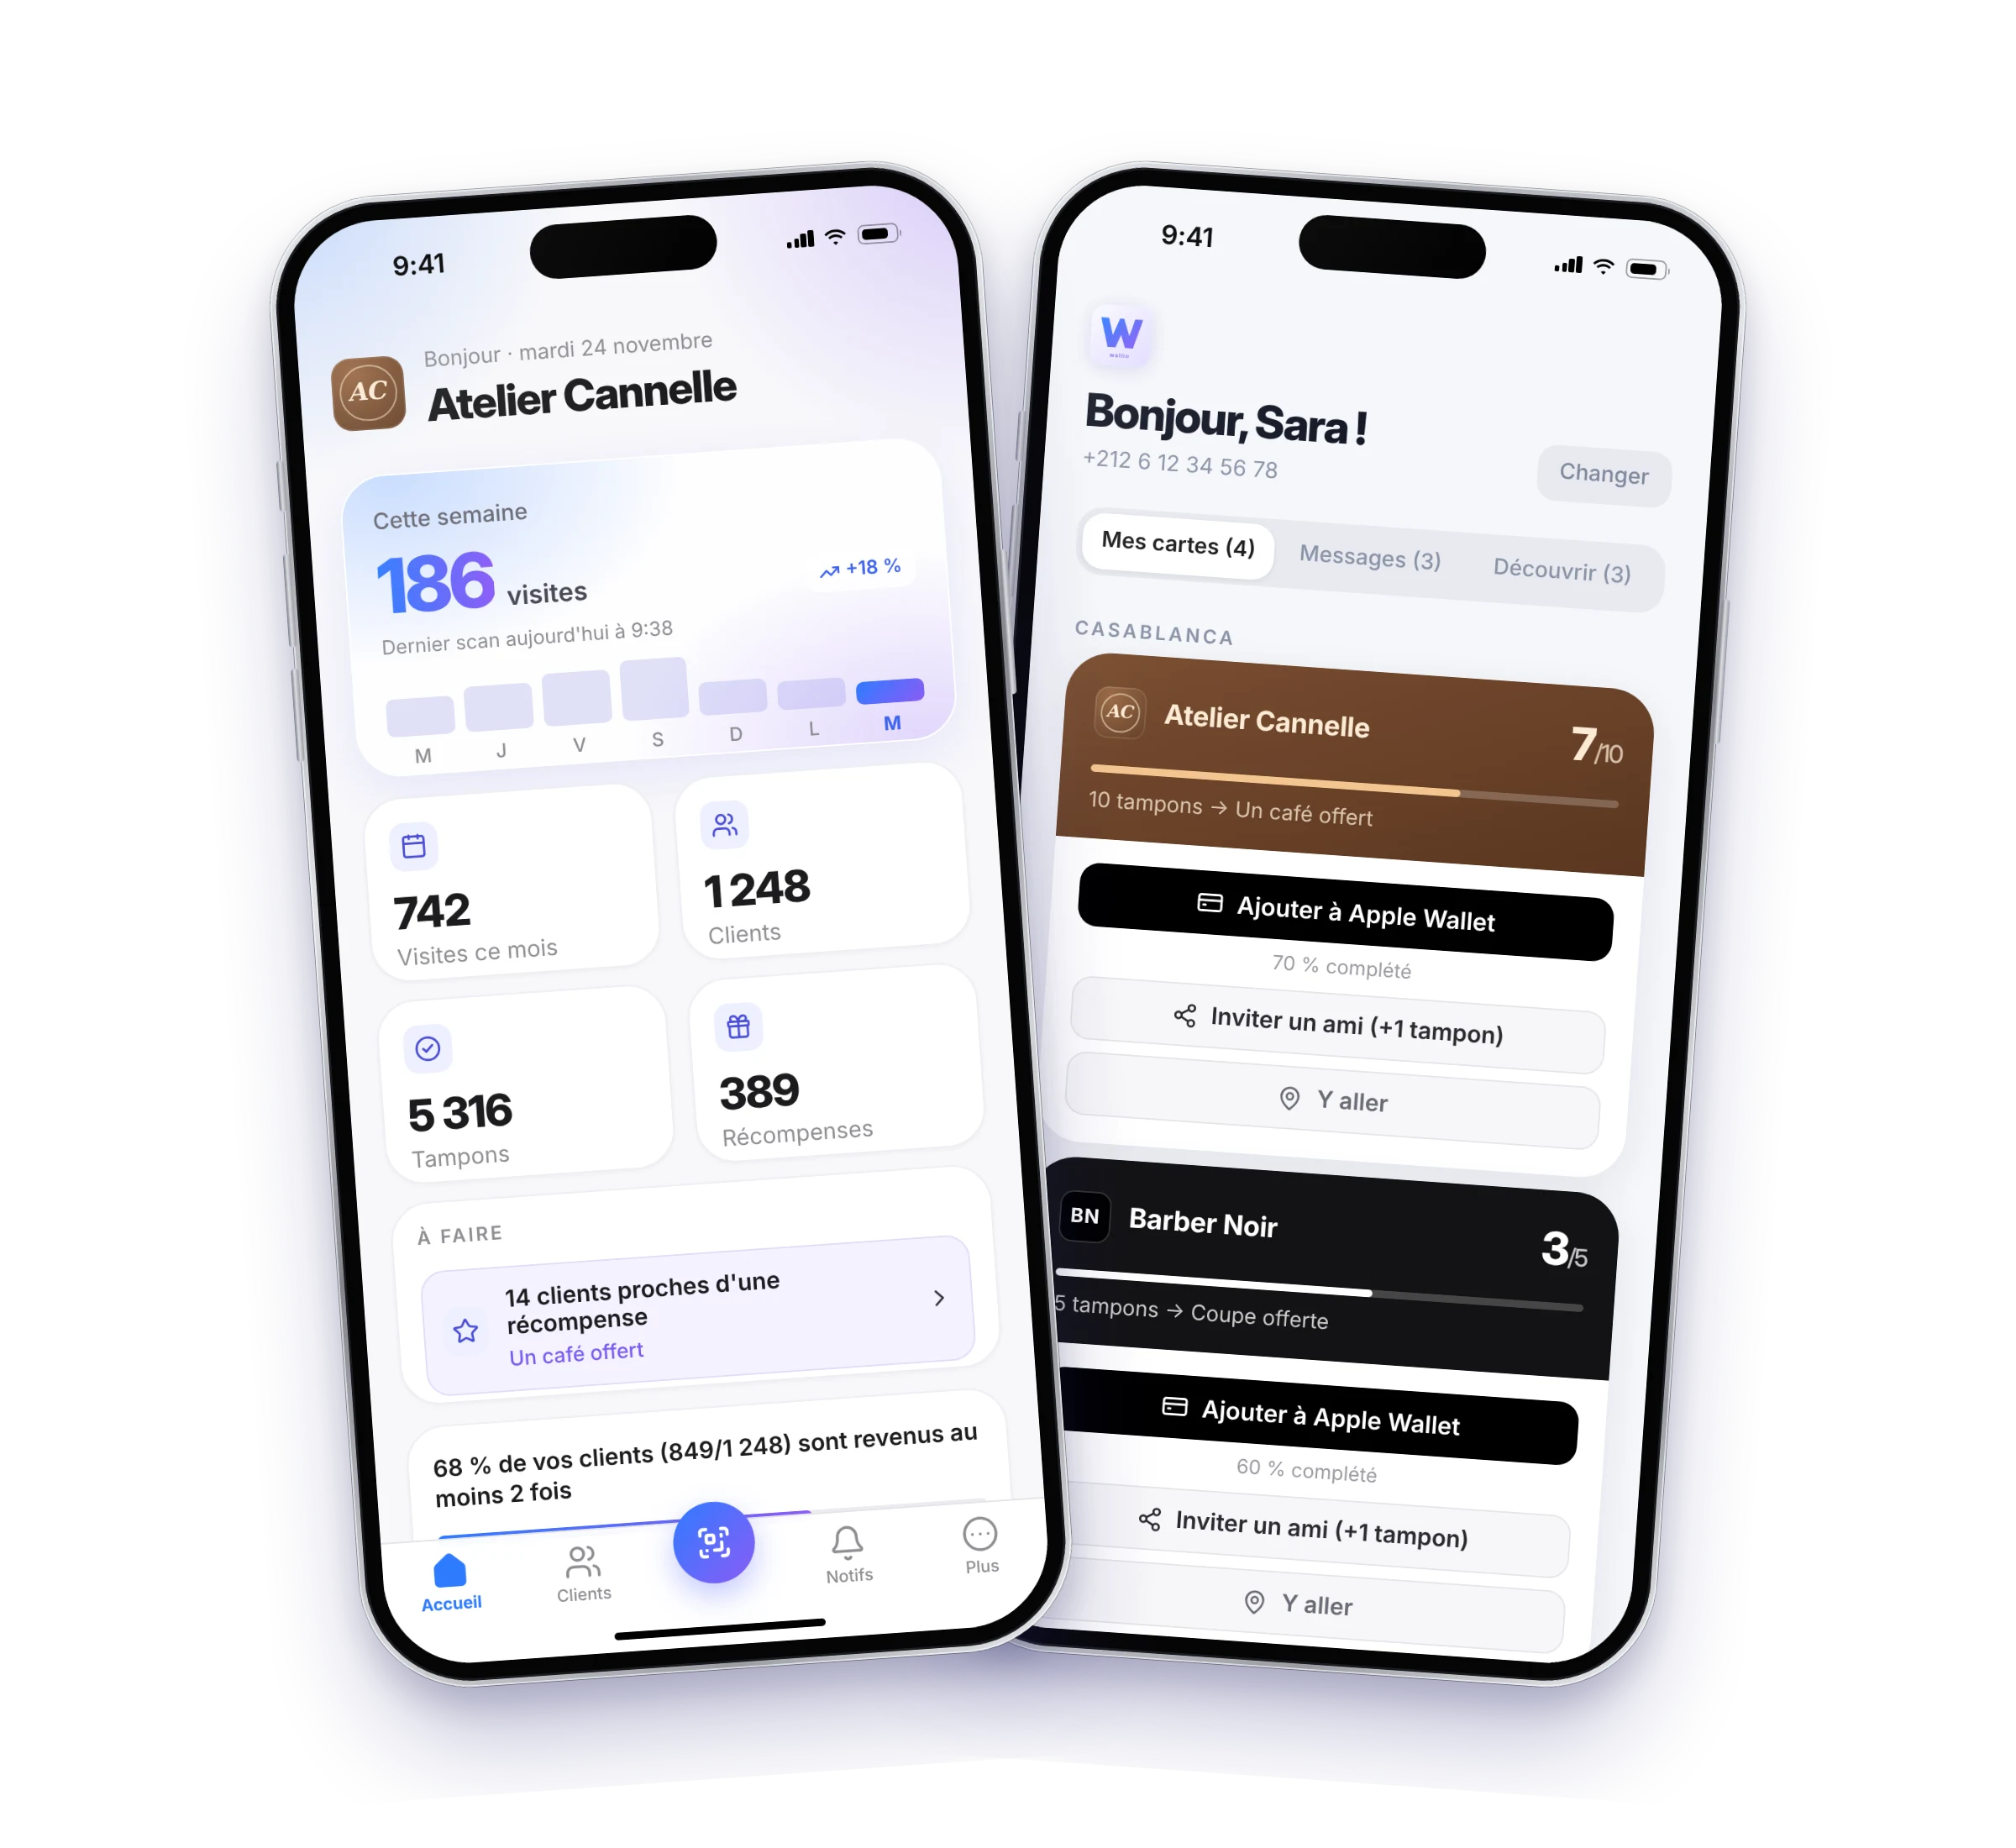 9:41
AC
Bonjour · mardi 24 novembre
Atelier Cannelle
Cette semaine
186 visites
+18 %
Dernier scan aujourd'hui à 9:38
M J V S D L M
742
Visites ce mois
1 248
Clients
5 316
Tampons
389
Récompenses
À FAIRE
14 clients proches d'une
récompense
Un café offert
68 % de vos clients (849/1 248) sont revenus au
moins 2 fois
Accueil
Clients
Notifs
Plus
9:41
W
wallo
Bonjour, Sara !
+212 6 12 34 56 78
Changer
Mes cartes (4)
Messages (3)
Découvrir (3)
CASABLANCA
AC
Atelier Cannelle
7/10
10 tampons → Un café offert
Ajouter à Apple Wallet
70 % complété
Inviter un ami (+1 tampon)
Y aller
BN
Barber Noir
3/5
5 tampons → Coupe offerte
Ajouter à Apple Wallet
60 % complété
Inviter un ami (+1 tampon)
Y aller